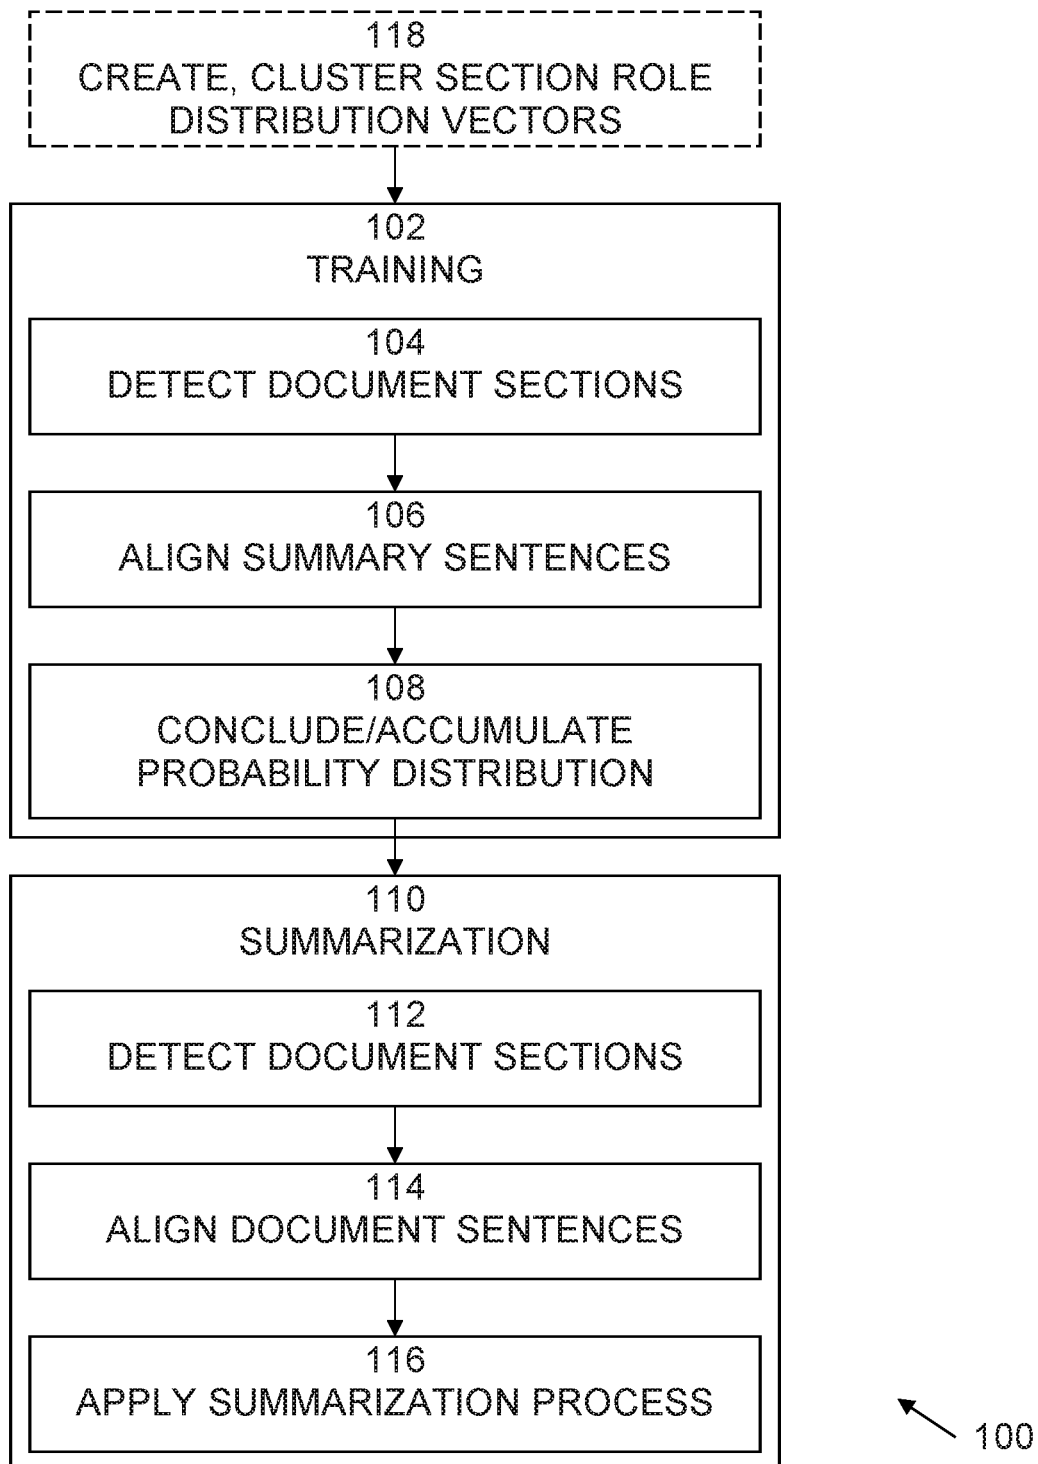 118
CREATE, CLUSTER SECTION ROLE
DISTRIBUTION VECTORS
102
TRAINING
104
DETECT DOCUMENT SECTIONS
106
ALIGN SUMMARY SENTENCES
108
CONCLUDE/ACCUMULATE
PROBABILITY DISTRIBUTION
110
SUMMARIZATION
112
DETECT DOCUMENT SECTIONS
114
ALIGN DOCUMENT SENTENCES
116
APPLY SUMMARIZATION PROCESS
100